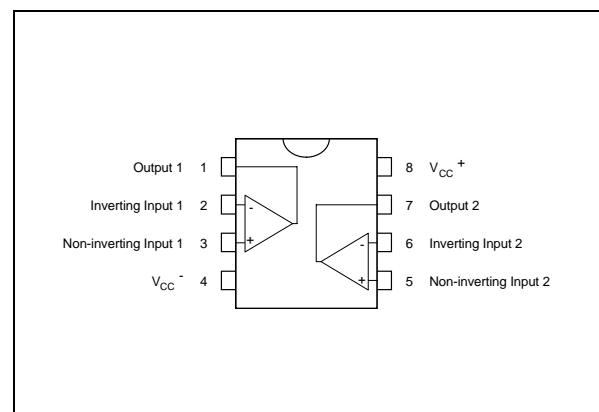 Output 1 1
Inverting Input 1 2
Non-inverting Input 1 3
VCC - 4
8 VCC +
7 Output 2
6 Inverting Input 2
5 Non-inverting Input 2
-
+
-
+